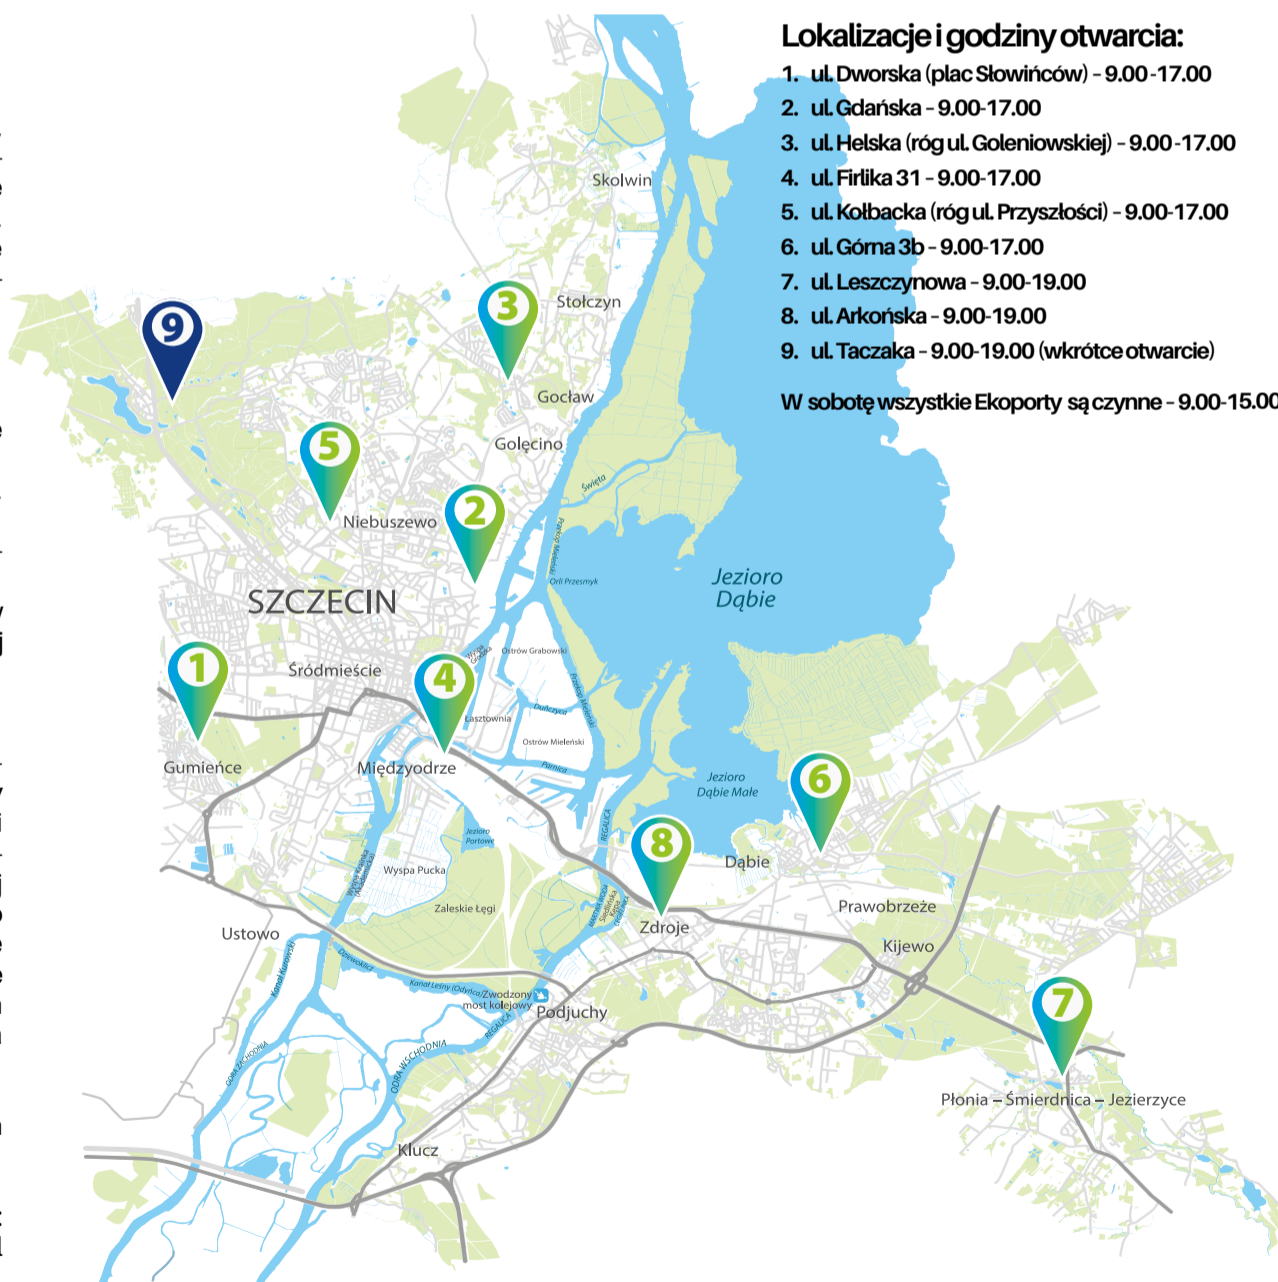 Lokalizacje i godziny otwarcia:
1. ul. Dworska (plac Słowińców) – 9.00-17.00
2. ul. Gdańska – 9.00-17.00
3. ul. Helska (róg ul. Goleniowskiej) – 9.00-17.00
4. ul. Firlika 31 – 9.00-17.00
5. ul. Kołbacka (róg ul. Przyszłości) – 9.00-17.00
6. ul. Górna 3b – 9.00-17.00
7. ul. Leszczynowa – 9.00-19.00
8. ul. Arkońska – 9.00-19.00
9. ul. Taczaka – 9.00-19.00 (wkrótce otwarcie)
W sobotę wszystkie Ekoporty są czynne – 9.00-15.00
Skolwin
Stołczyn
3
9
Gocław
Golęcino
5
Święta
2
Niebuszewo
Przekop Mieleński
Orli Przesmyk
Jezioro
Dąbie
SZCZECIN
Ostrów Grabowski
Śródmieście
1
4
Przekop Mieleński
Duńczyca
Łasztownia
Ostrów Mieleński
Parnica
Gumieńce
Międzyodrze
Jezioro
Dąbie Małe
6
REGALICA
Jezioro
Portowe
8
Dąbie
Wyspa Pucka
Zaleskie Łęgi
Prawobrzeże
Zdroje
Ustowo
Kijewo
Kanał Kurowski
Dziewoklicz
Kanał Leśny (Odyńca)
Zwodzony
most kolejowy
Podjuchy
REGALICA
7
ODRA WSCHODNIA
Płonia – Śmierdnica – Jezierzyce
Klucz